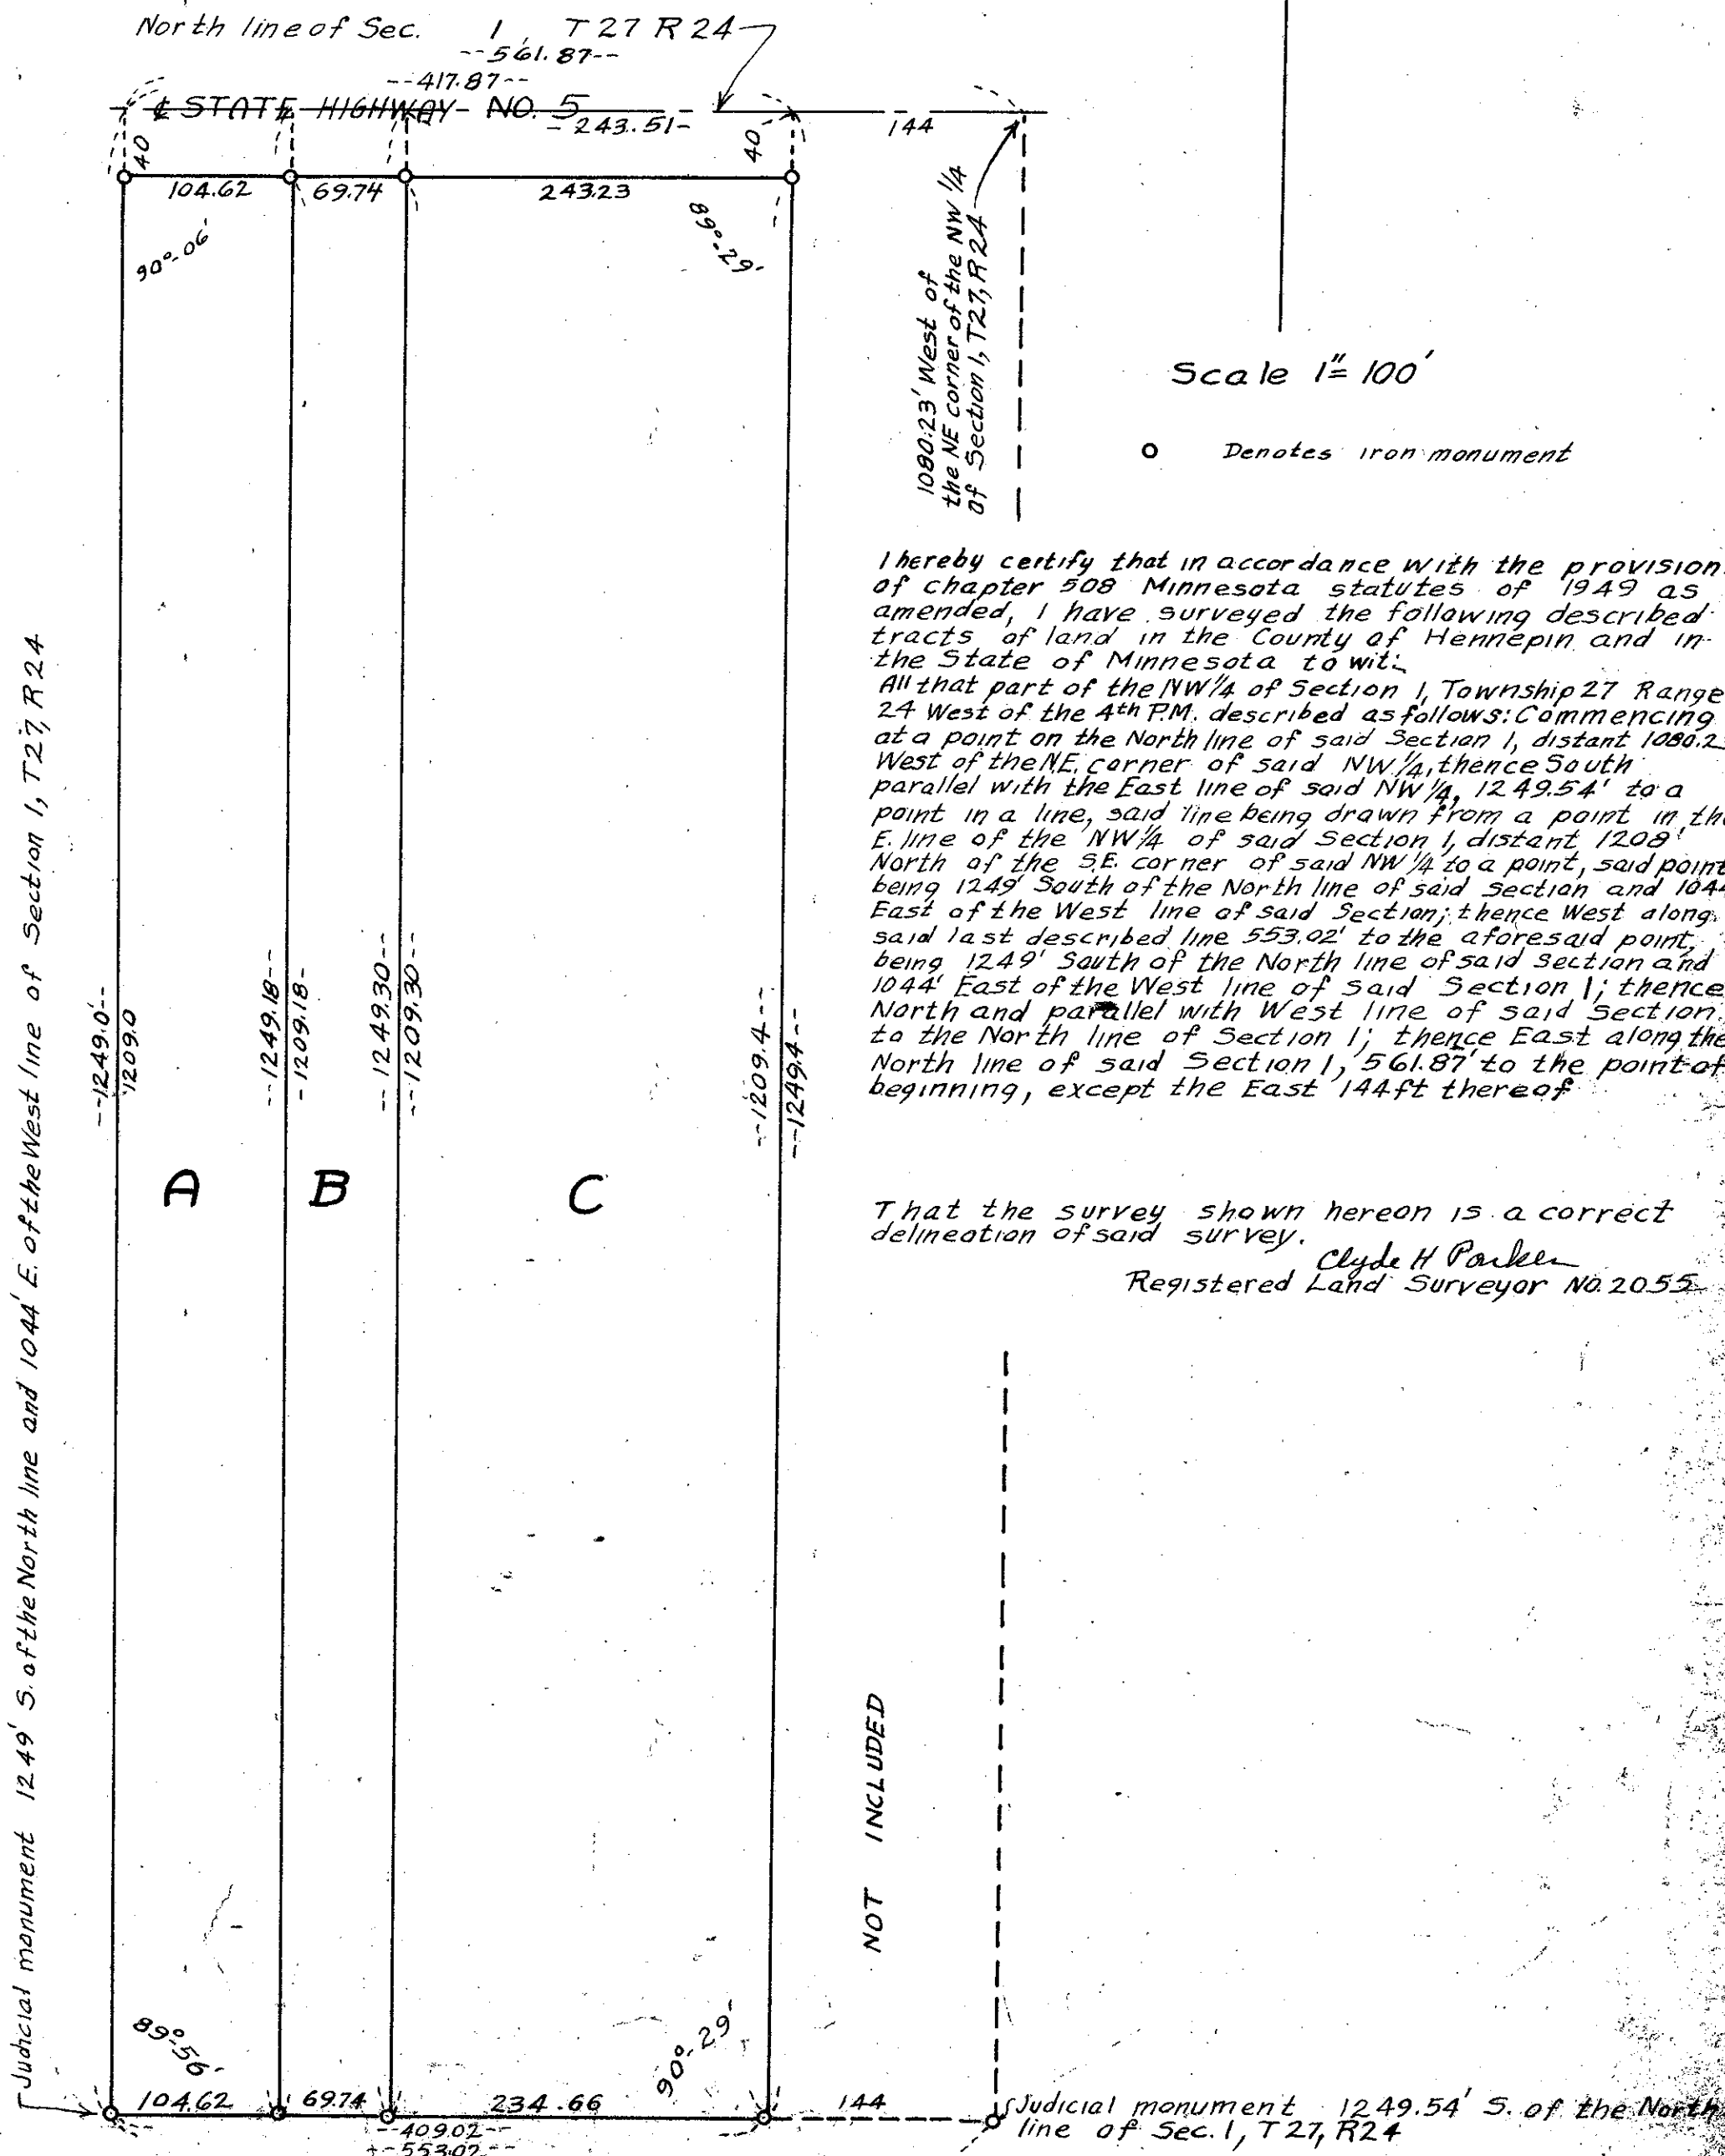 North line of Sec. 1, T 27 R 24
--561.87--
--417.87--
℄ STATE HIGHWAY NO. 5
-243.51-
144
40
40
104.62
69.74
243.23
90°-06'
89°-29'
1080.23' West of
the NE corner of the NW 1/4
of Section 1, T27, R24
Scale 1"= 100'
o Denotes iron monument
I hereby certify that in accordance with the provision
of chapter 508 Minnesota statutes of 1949 as
amended, I have surveyed the following described
tracts of land in the County of Hennepin and in
the State of Minnesota to wit:
All that part of the NW 1/4 of Section 1, Township 27 Range
24 West of the 4th P.M. described as follows: Commencing
at a point on the North line of said Section 1, distant 1080.2
West of the N.E. corner of said NW 1/4, thence South
parallel with the East line of said NW 1/4, 1249.54' to a
point in a line, said line being drawn from a point in the
E. line of the NW 1/4 of said Section 1, distant 1208'
North of the S.E. corner of said NW 1/4 to a point, said point
being 1249' South of the North line of said section and 1044
East of the West line of said Section; thence West along
said last described line 553.02' to the aforesaid point,
being 1249' South of the North line of said section and
1044' East of the West line of said Section 1; thence
North and parallel with West line of said section
to the North line of Section 1; thence East along the
North line of said Section 1, 561.87' to the point of
beginning, except the East 144 ft thereof
--1249.0'--
1209.0
--1249.18--
-1209.18-
--1249.30--
--1209.30--
--1209.4--
--1249.4--
A
B
C
That the survey shown hereon is a correct
delineation of said survey.
Clyde H Parker
Registered Land Surveyor No. 2055
Judicial monument 1249' S. of the North line and 1044' E. of the West line of Section 1, T27, R24
NOT INCLUDED
89°-56'
90°-29'
104.62
69.74
234.66
144
--409.02--
--553.02--
Judicial monument 1249.54' S. of the North
line of Sec. 1, T 27, R24